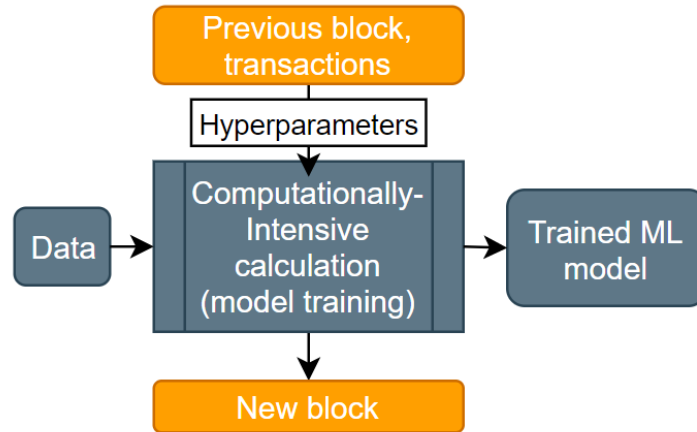 Previous block,
transactions
Hyperparameters
Computationally-
Intensive
calculation
(model training)
Data
Trained ML
model
New block